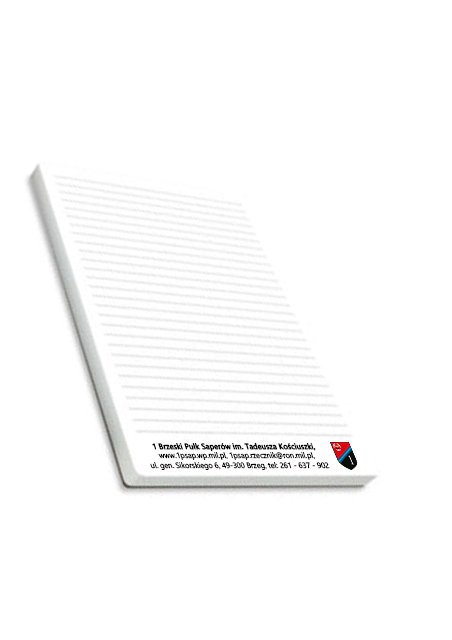 1 Brzeski Pułk Saperów im. Tadeusza Kościuszki,
www.1psap.wp.mil.pl, 1psap.rzecznik@ron.mil.pl,
ul. gen. Sikorskiego 6, 49-300 Brzeg, tel: 261 - 637 - 902